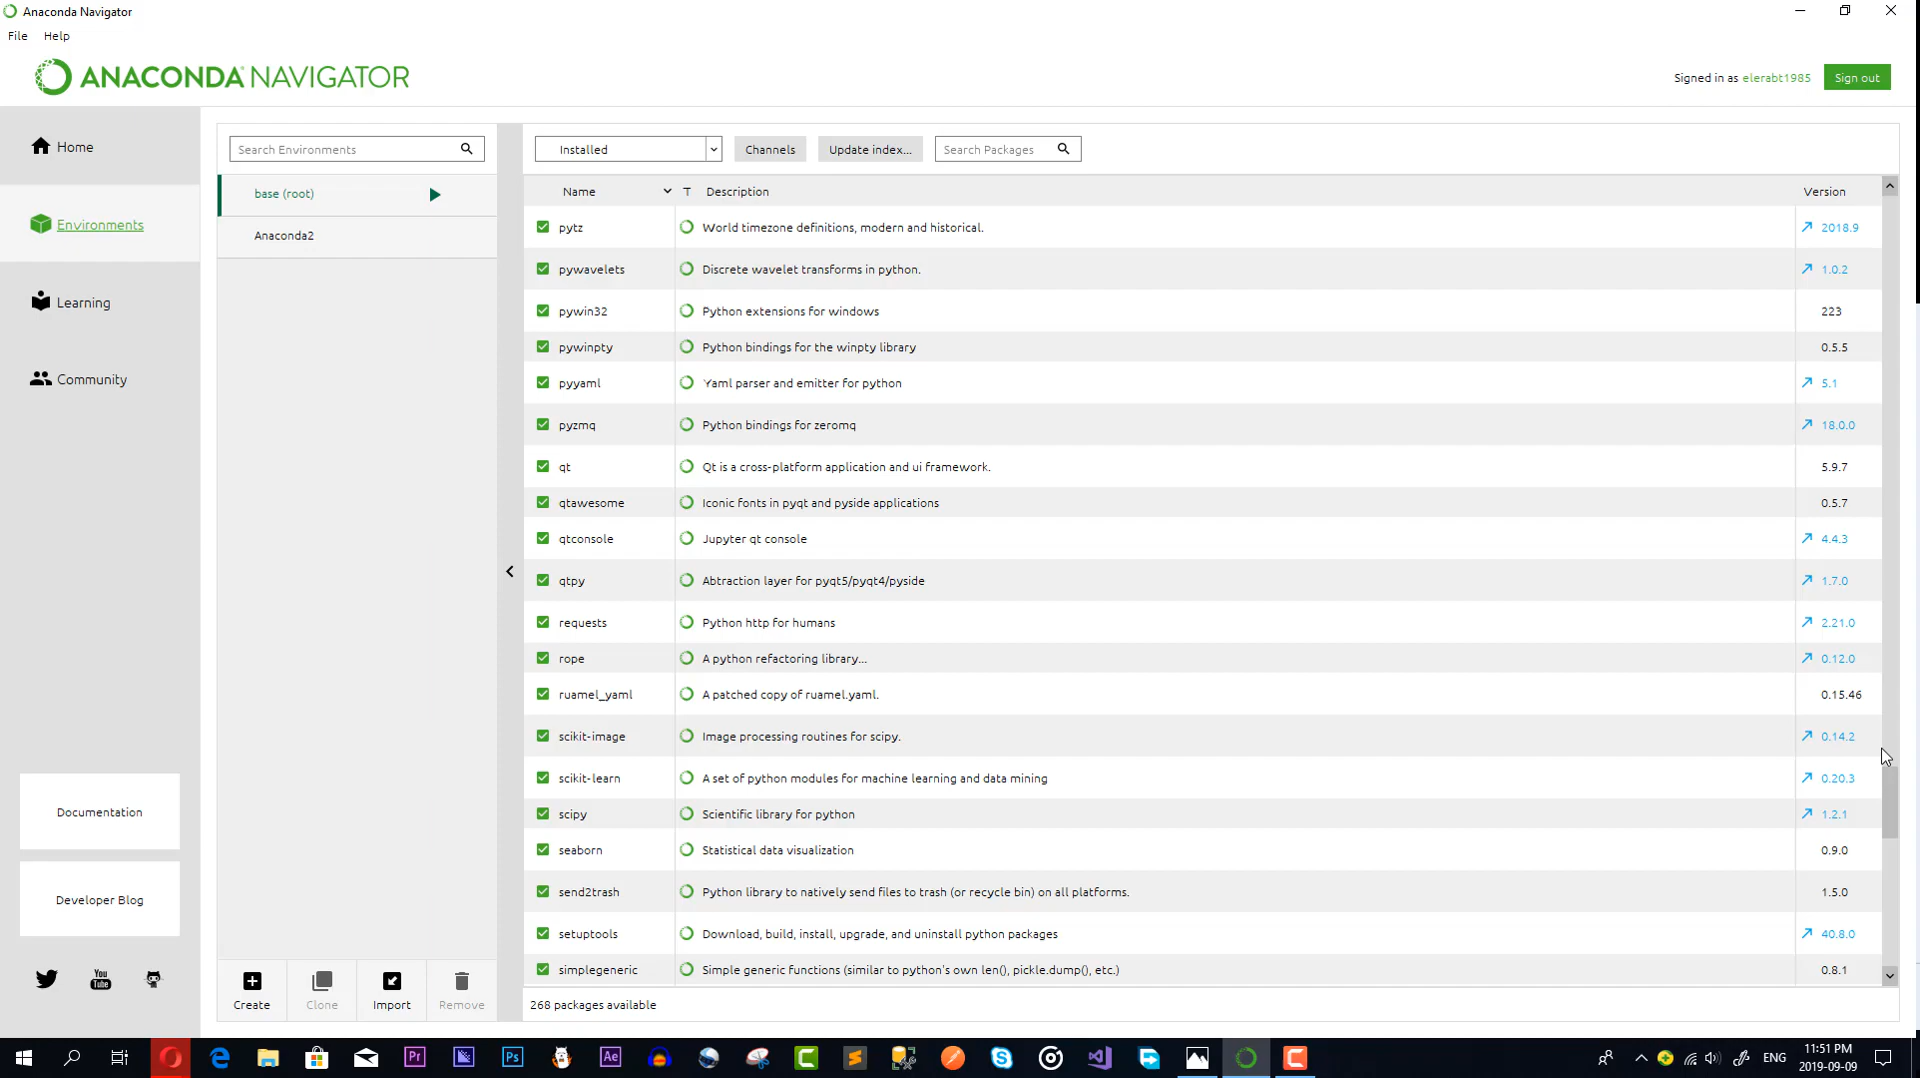 Anaconda Navigator
File Help
ANACONDA NAVIGATOR
Signed in as elerabt1985 Sign out
Home
Environments
Learning
Community
Documentation
Developer Blog
You Tube
Search Environments
base (root)
Anaconda2
Create Clone Import Remove
Installed Channels Update index... Search Packages
Name T Description Version
pytz World timezone definitions, modern and historical. 2018.9
pywavelets Discrete wavelet transforms in python. 1.0.2
pywin32 Python extensions for windows 223
pywinpty Python bindings for the winpty library 0.5.5
pyyaml Yaml parser and emitter for python 5.1
pyzmq Python bindings for zeromq 18.0.0
qt Qt is a cross-platform application and ui framework. 5.9.7
qtawesome Iconic fonts in pyqt and pyside applications 0.5.7
qtconsole Jupyter qt console 4.4.3
qtpy Abtraction layer for pyqt5/pyqt4/pyside 1.7.0
requests Python http for humans 2.21.0
rope A python refactoring library... 0.12.0
ruamel_yaml A patched copy of ruamel.yaml. 0.15.46
scikit-image Image processing routines for scipy. 0.14.2
scikit-learn A set of python modules for machine learning and data mining 0.20.3
scipy Scientific library for python 1.2.1
seaborn Statistical data visualization 0.9.0
send2trash Python library to natively send files to trash (or recycle bin) on all platforms. 1.5.0
setuptools Download, build, install, upgrade, and uninstall python packages 40.8.0
simplegeneric Simple generic functions (similar to python's own len(), pickle.dump(), etc.) 0.8.1
268 packages available
Pr Ps Ae
ENG
11:51 PM
2019-09-09